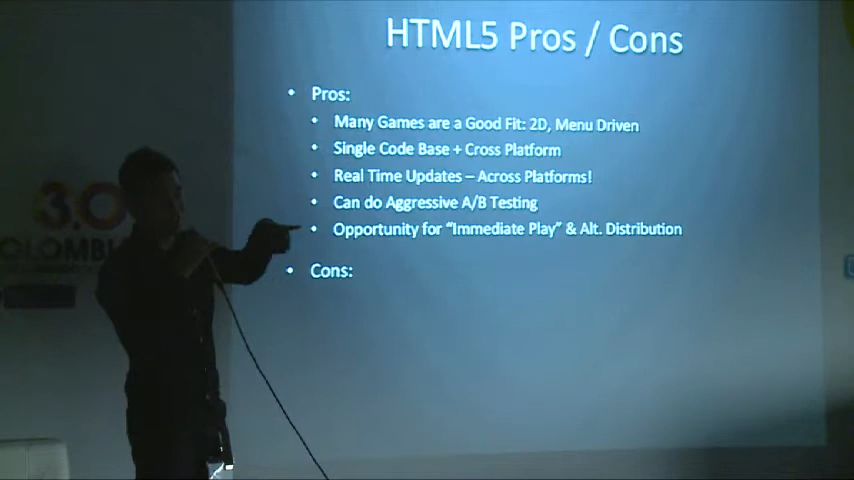 HTML5 Pros / Cons
• Pros:
• Many Games are a Good Fit: 2D, Menu Driven
• Single Code Base + Cross Platform
• Real Time Updates – Across Platforms!
• Can do Aggressive A/B Testing
• Opportunity for "Immediate Play" & Alt. Distribution
• Cons:
3.0
OLOMBI